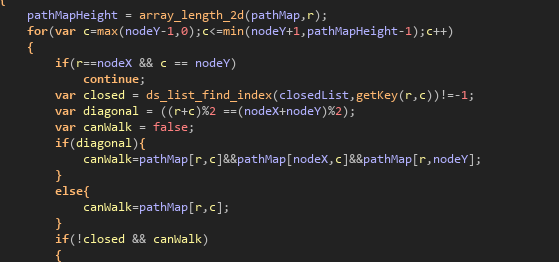 {
pathMapHeight = array_length_2d(pathMap,r);
for(var c=max(nodeY-1,0);c<=min(nodeY+1,pathMapHeight-1);c++)
{
if(r==nodeX && c == nodeY)
continue;
var closed = ds_list_find_index(closedList,getKey(r,c))!=-1;
var diagonal = ((r+c)%2 ==(nodeX+nodeY)%2);
var canWalk = false;
if(diagonal){
canWalk=pathMap[r,c]&&pathMap[nodeX,c]&&pathMap[r,nodeY];
}
else{
canWalk=pathMap[r,c];
}
if(!closed && canWalk)
{